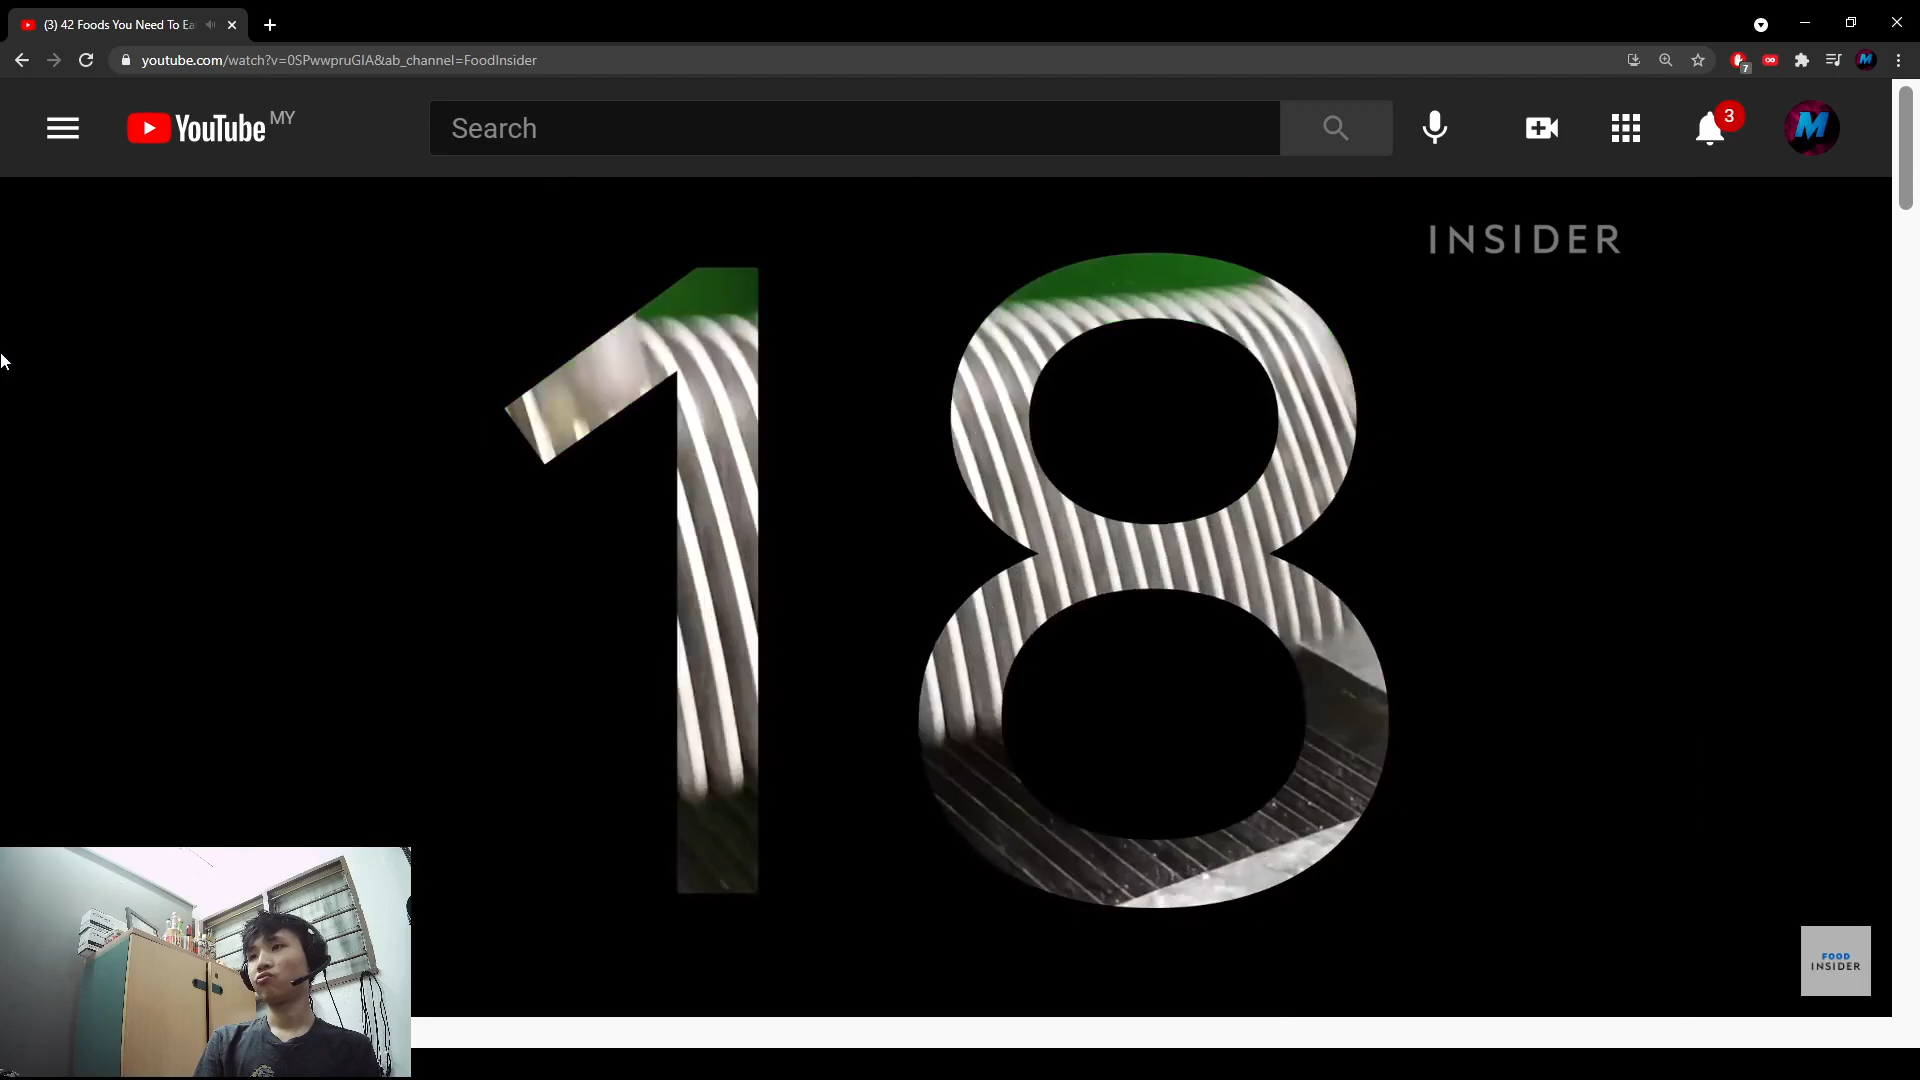 (3) 42 Foods You Need To Ea
youtube.com/watch?v=0SPwwpruGIA&ab_channel=FoodInsider
7
M
YouTube MY
Search
3
M
INSIDER
18
FOOD
INSIDER